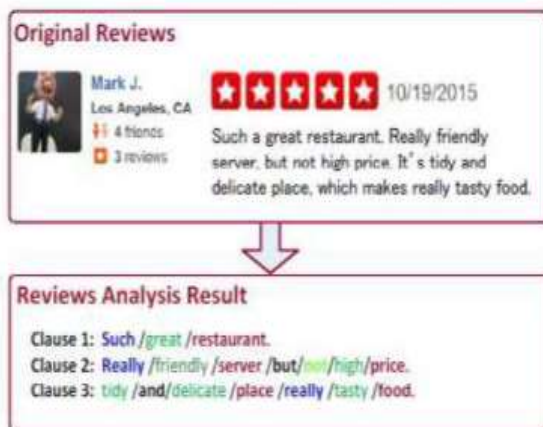 Original Reviews
Mark J.
Los Angeles, CA
4 friends
3 reviews
10/19/2015
Such a great restaurant. Really friendly
server, but not high price. It's tidy and
delicate place, which makes really tasty food.
Reviews Analysis Result
Clause 1: Such /great /restaurant.
Clause 2: Really /friendly /server /but/not/high/price.
Clause 3: tidy /and/delicate /place /really /tasty /food.